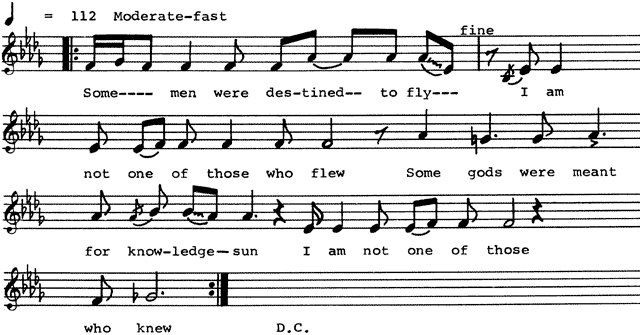 = 112 Moderate-fast
fine
Some---- men were des-tined-- to fly--- I am
not one of those who flew Some gods were meant
for know-ledge-sun I am not one of those
who knew D.C.